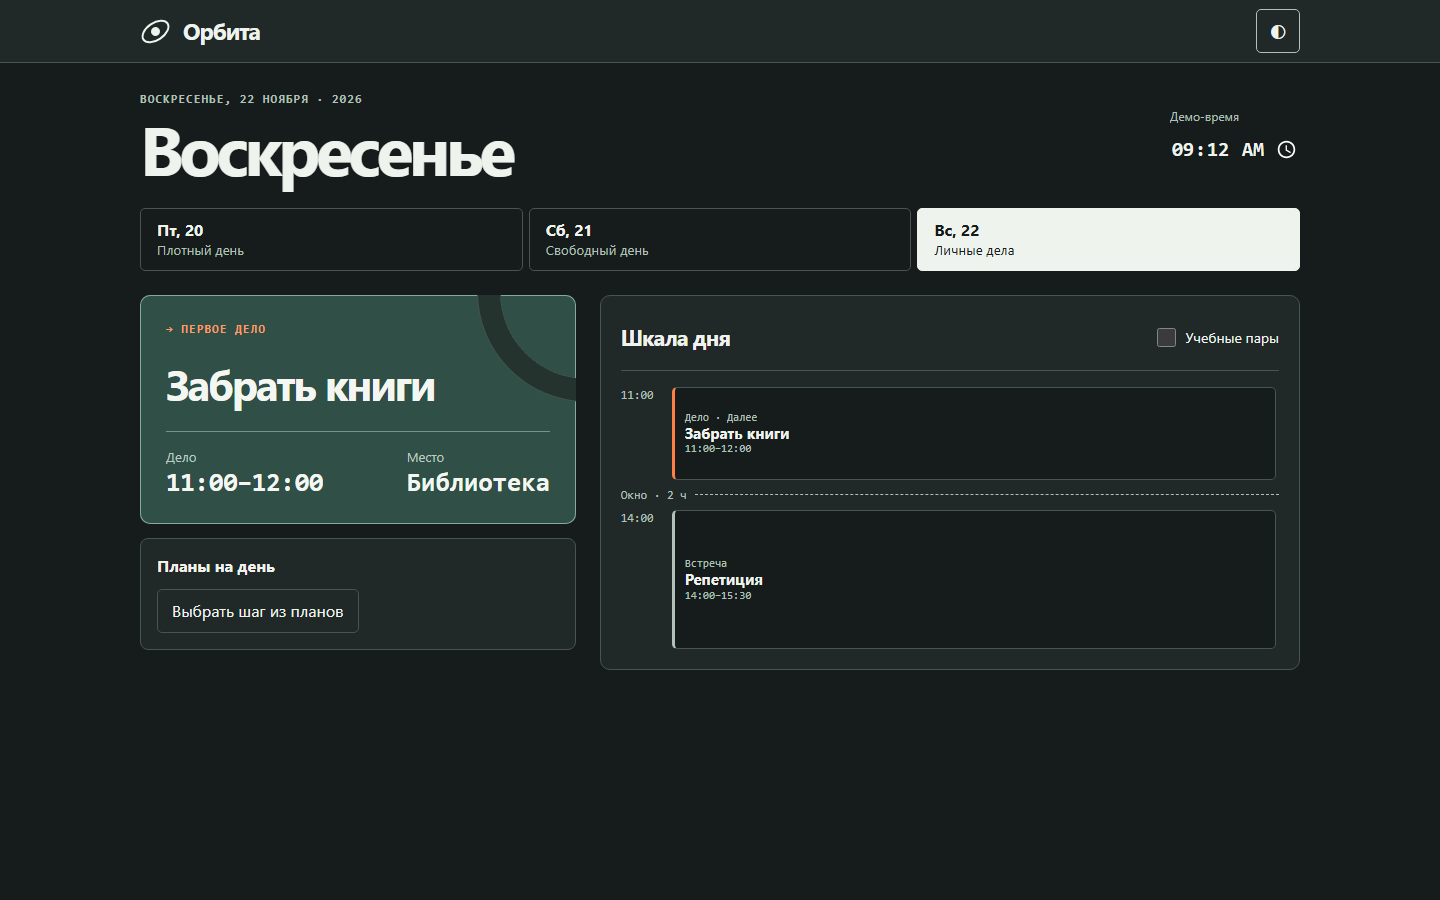 Орбита
ВОСКРЕСЕНЬЕ, 22 НОЯБРЯ · 2026
Воскресенье
Демо-время
09:12 AM
Пт, 20
Плотный день
Сб, 21
Свободный день
Вс, 22
Личные дела
→ ПЕРВОЕ ДЕЛО
Забрать книги
Дело
11:00–12:00
Место
Библиотека
Планы на день
Выбрать шаг из планов
Шкала дня
Учебные пары
11:00
Дело · Далее
Забрать книги
11:00–12:00
Окно · 2 ч
14:00
Встреча
Репетиция
14:00–15:30